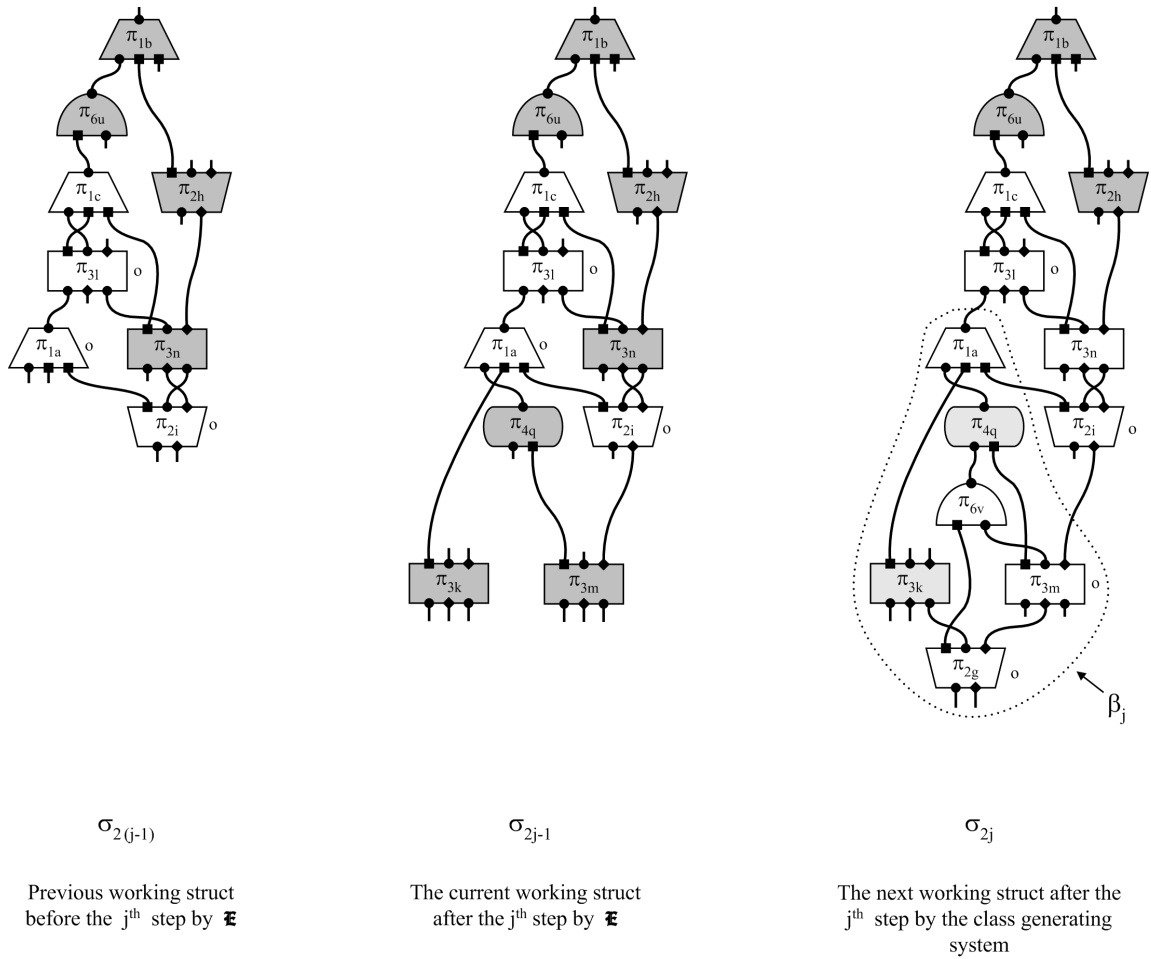 π1b
π6u
π1c
π2h
π3l o
π1a o
π3n
π2i o
σ2(j-1)
Previous working struct
before the jth step by 𝕰
π1b
π6u
π1c
π2h
π3l o
π1a o
π3n
π4q
π2i o
π3k
π3m
σ2j-1
The current working struct
after the jth step by 𝕰
π1b
π6u
π1c
π2h
π3l o
π1a
π3n
π4q
π2i o
π6v
π3k
π3m o
π2g o
βj
σ2j
The next working struct after the
jth step by the class generating
system